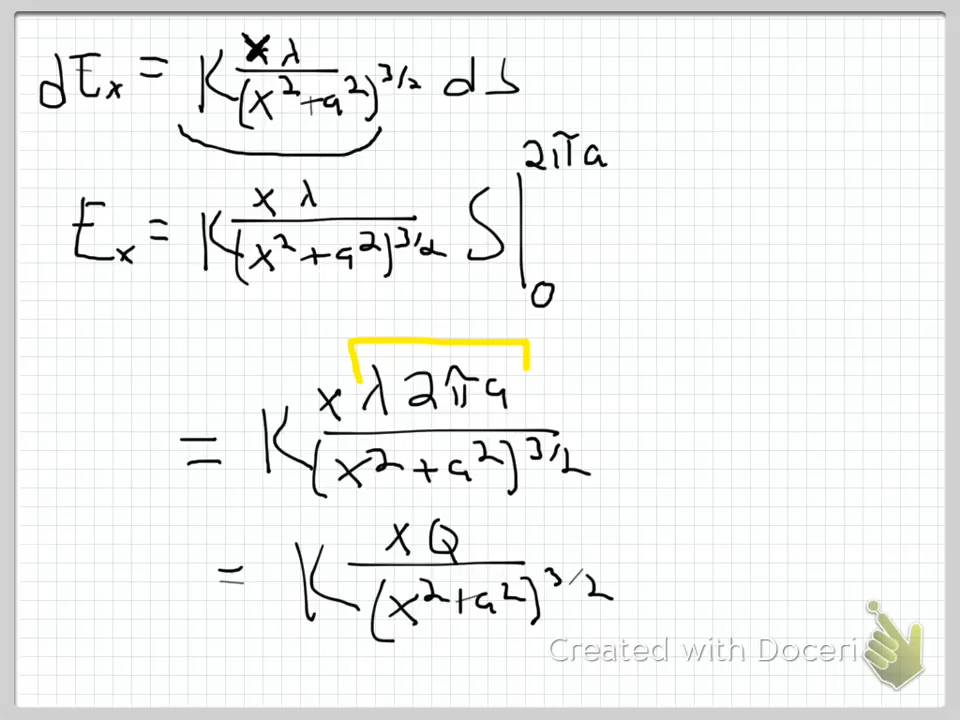 dEₓ = K xλ/(x² + a²)^3/2 ds
Eₓ = K xλ/(x² + a²)^3/2 S |₀^2πa
= K xλ2πa/(x² + a²)^3/2
= K xQ/(x² + a²)^3/2
Created with Doceri